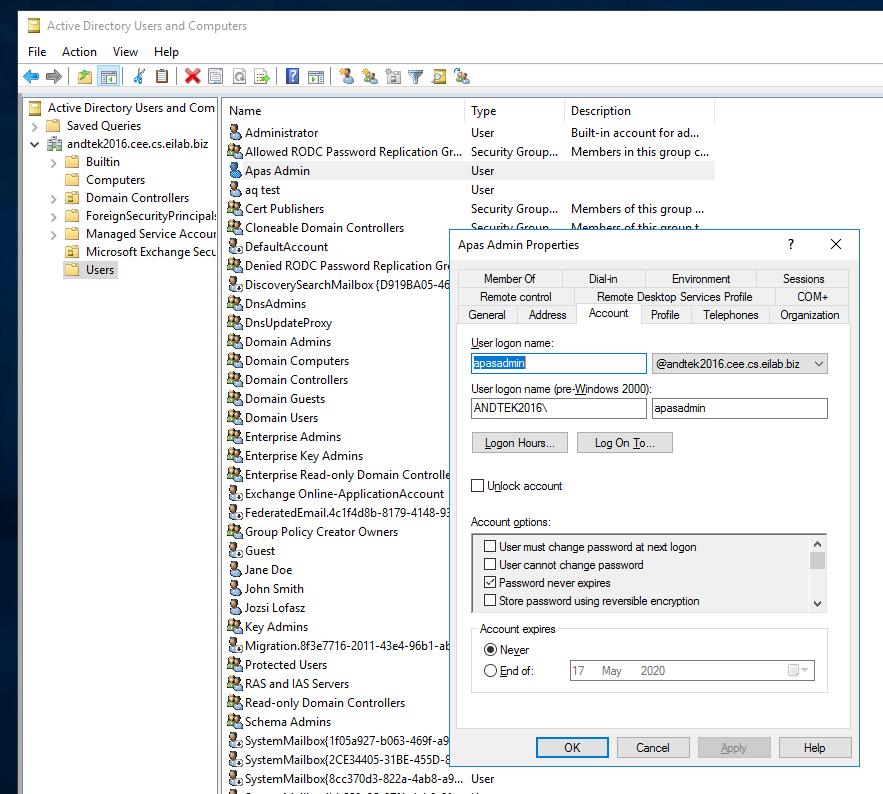 Active Directory Users and Computers
File Action View Help
Active Directory Users and Com
Saved Queries
andtek2016.cee.cs.eilab.biz
Builtin
Computers
Domain Controllers
ForeignSecurityPrincipals
Managed Service Accour
Microsoft Exchange Secu
Users
Name Type Description
Administrator User Built-in account for ad...
Allowed RODC Password Replication Gr... Security Group... Members in this group c...
Apas Admin User
aq test User
Cert Publishers Security Group... Members of this group ...
Cloneable Domain Controllers Security Group... Members of this group t...
DefaultAccount
Denied RODC Password Replication Gr
DiscoverySearchMailbox {D919BA05-46
DnsAdmins
DnsUpdateProxy
Domain Admins
Domain Computers
Domain Controllers
Domain Guests
Domain Users
Enterprise Admins
Enterprise Key Admins
Enterprise Read-only Domain Controlle
Exchange Online-ApplicationAccount
FederatedEmail.4c1f4d8b-8179-4148-93
Group Policy Creator Owners
Guest
Jane Doe
John Smith
Jozsi Lofasz
Key Admins
Migration.8f3e7716-2011-43e4-96b1-ab
Protected Users
RAS and IAS Servers
Read-only Domain Controllers
Schema Admins
SystemMailbox{1f05a927-b063-469f-a9
SystemMailbox{2CE34405-31BE-455D-8
SystemMailbox{8cc370d3-822a-4ab8-a9... User
Apas Admin Properties ?
Member Of Dial-in Environment Sessions
Remote control Remote Desktop Services Profile COM+
General Address Account Profile Telephones Organization
User logon name:
apasadmin @andtek2016.cee.cs.eilab.biz
User logon name (pre-Windows 2000):
ANDTEK2016\ apasadmin
Logon Hours... Log On To...
Unlock account
Account options:
User must change password at next logon
User cannot change password
Password never expires
Store password using reversible encryption
Account expires
Never
End of: 17 May 2020
OK Cancel Apply Help